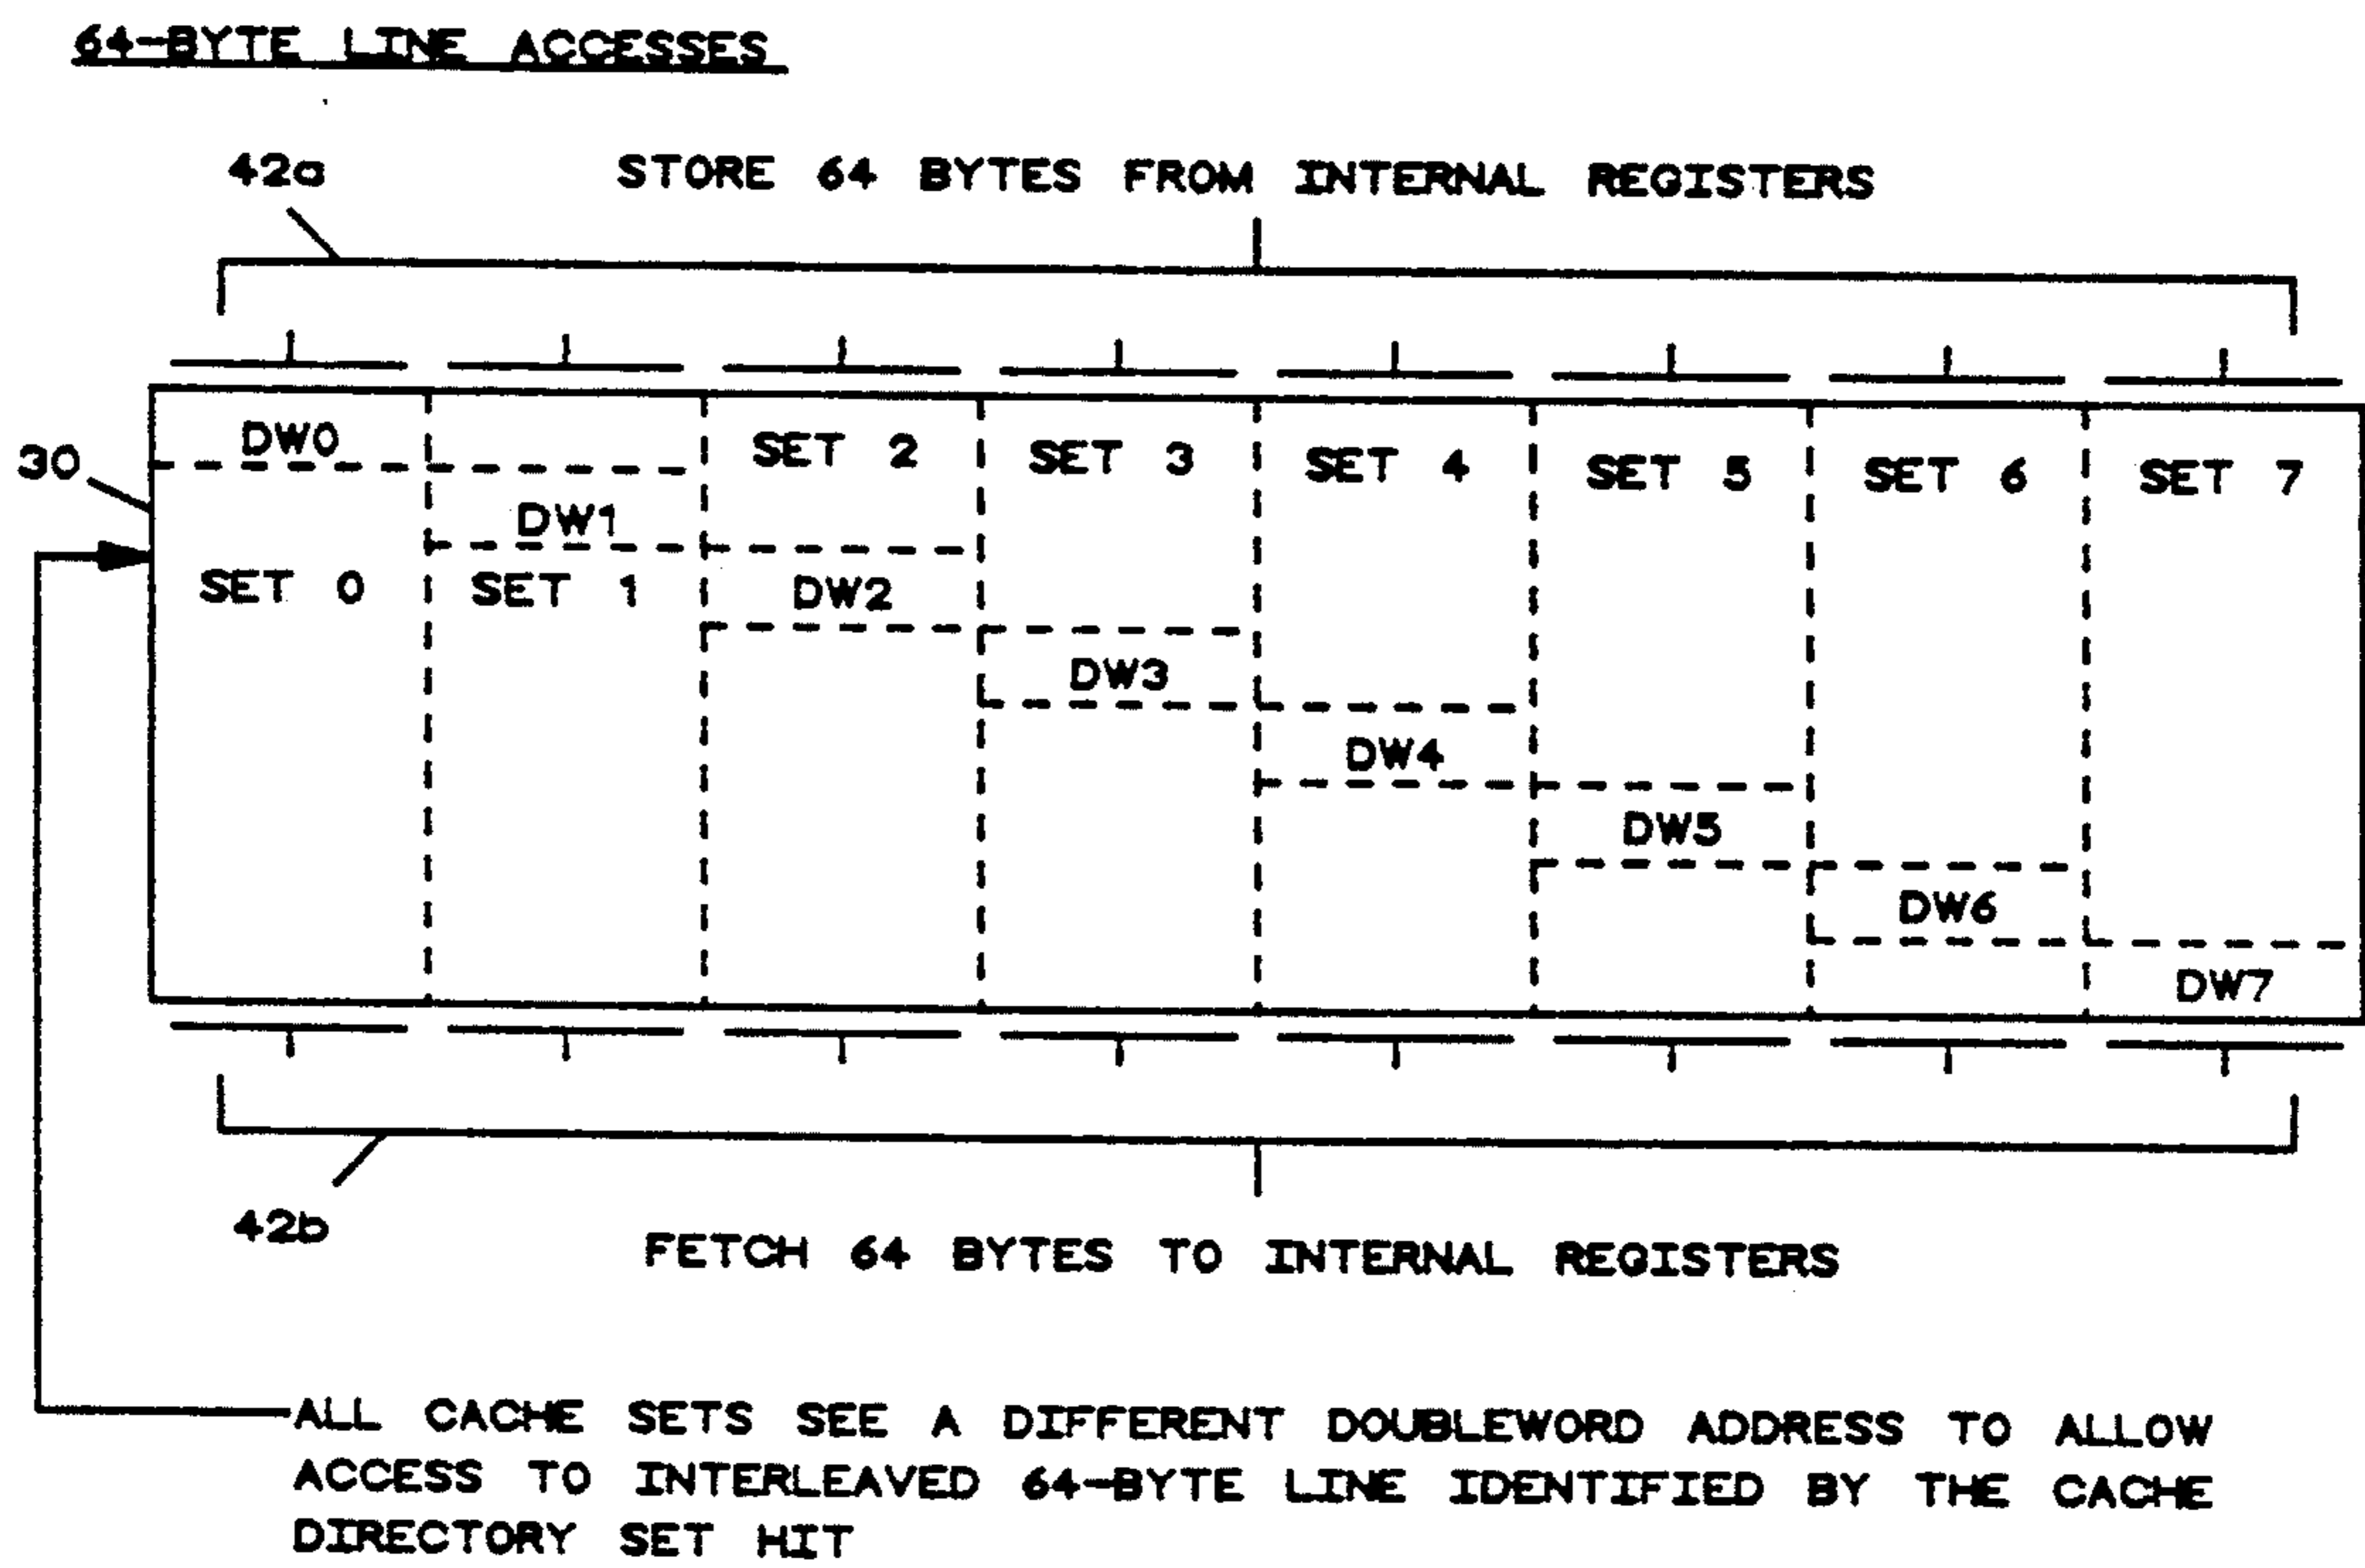 64-BYTE LINE ACCESSES
42a
STORE 64 BYTES FROM INTERNAL REGISTERS
30
DW0
SET 2
SET 3
SET 4
SET 5
SET 6
SET 7
DW1
SET 0
SET 1
DW2
DW3
DW4
DW5
DW6
DW7
42b
FETCH 64 BYTES TO INTERNAL REGISTERS
ALL CACHE SETS SEE A DIFFERENT DOUBLEWORD ADDRESS TO ALLOW
ACCESS TO INTERLEAVED 64-BYTE LINE IDENTIFIED BY THE CACHE
DIRECTORY SET HIT